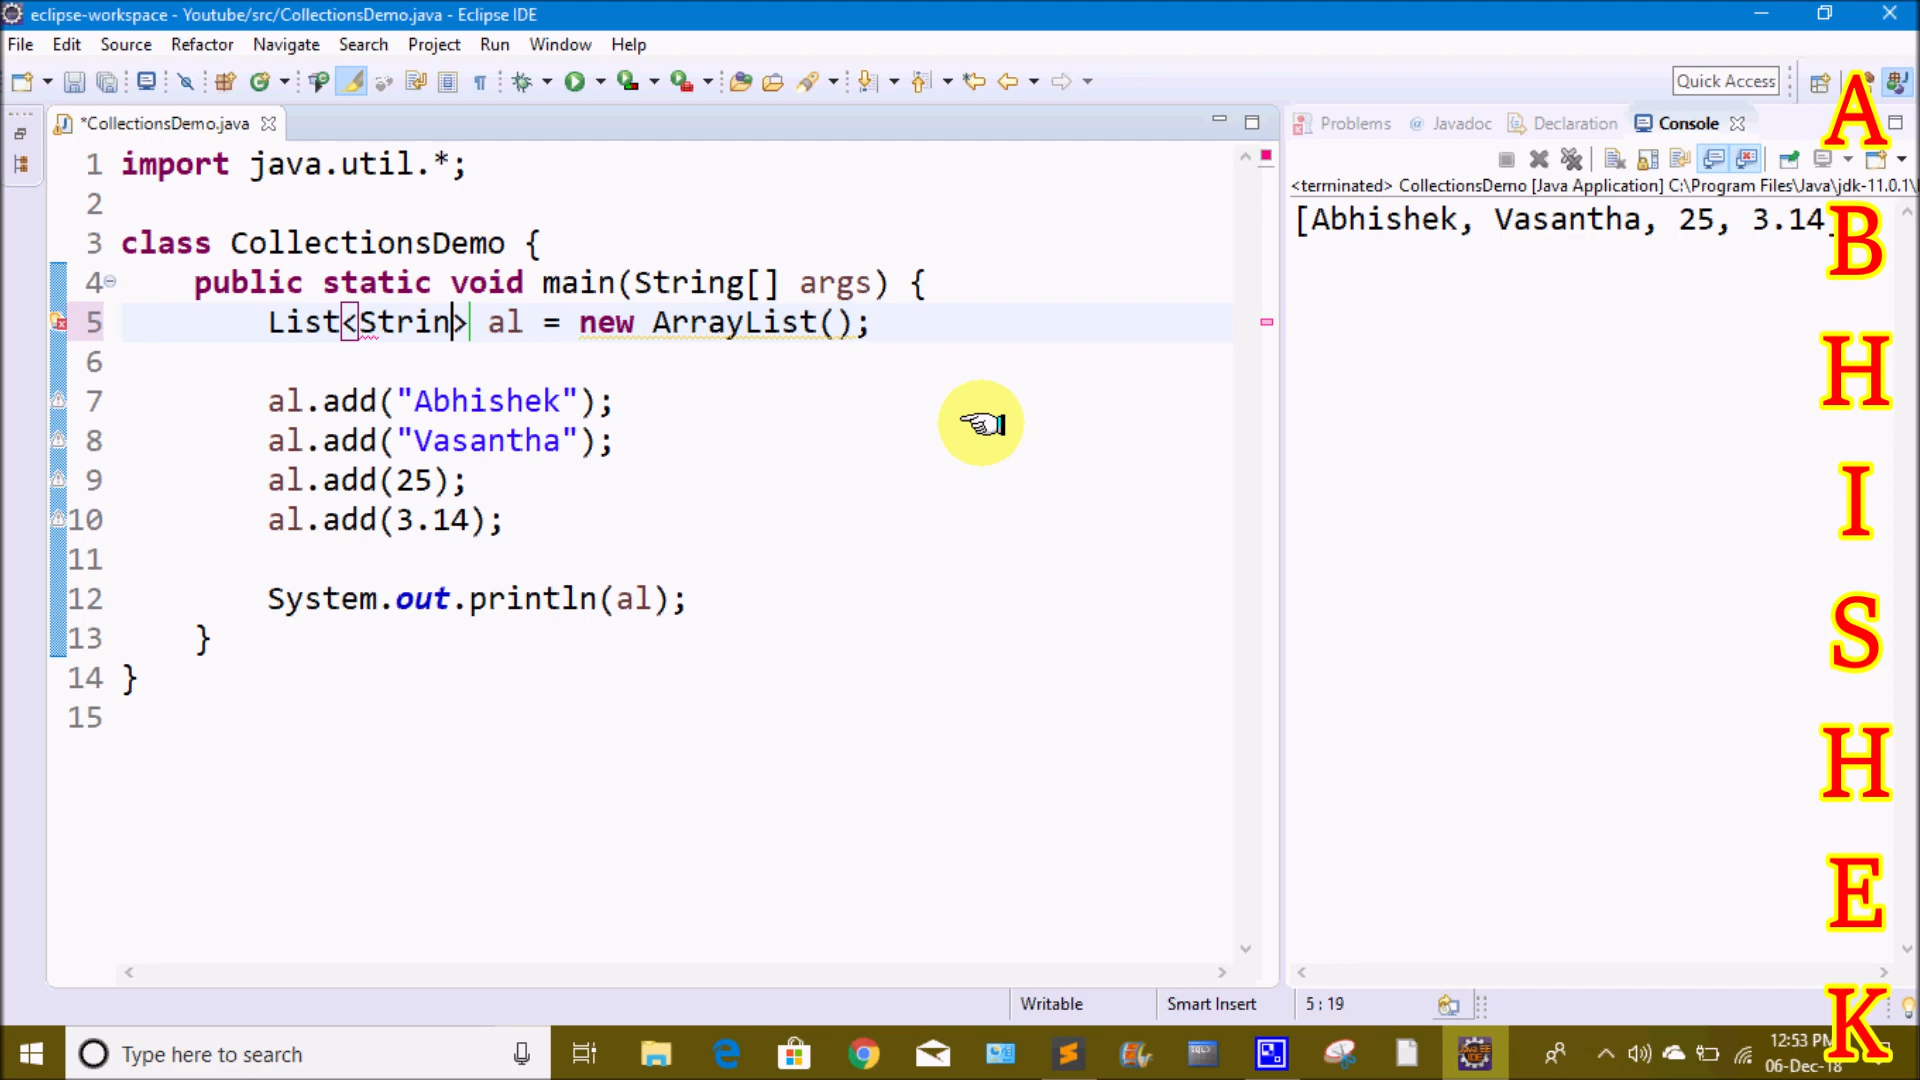 eclipse-workspace - Youtube/src/CollectionsDemo.java - Eclipse IDE
File Edit Source Refactor Navigate Search Project Run Window Help
Quick Access
*CollectionsDemo.java
Problems @ Javadoc Declaration Console
<terminated> CollectionsDemo [Java Application] C:\Program Files\Java\jdk-11.0.1\
[Abhishek, Vasantha, 25, 3.14]
1 import java.util.*;
2
3 class CollectionsDemo {
4 public static void main(String[] args) {
5 List<Strin> al = new ArrayList();
6
7 al.add("Abhishek");
8 al.add("Vasantha");
9 al.add(25);
10 al.add(3.14);
11
12 System.out.println(al);
13 }
14 }
15
A
B
H
I
S
H
E
K
Writable Smart Insert 5 : 19
Type here to search
12:53 PM
06-Dec-18